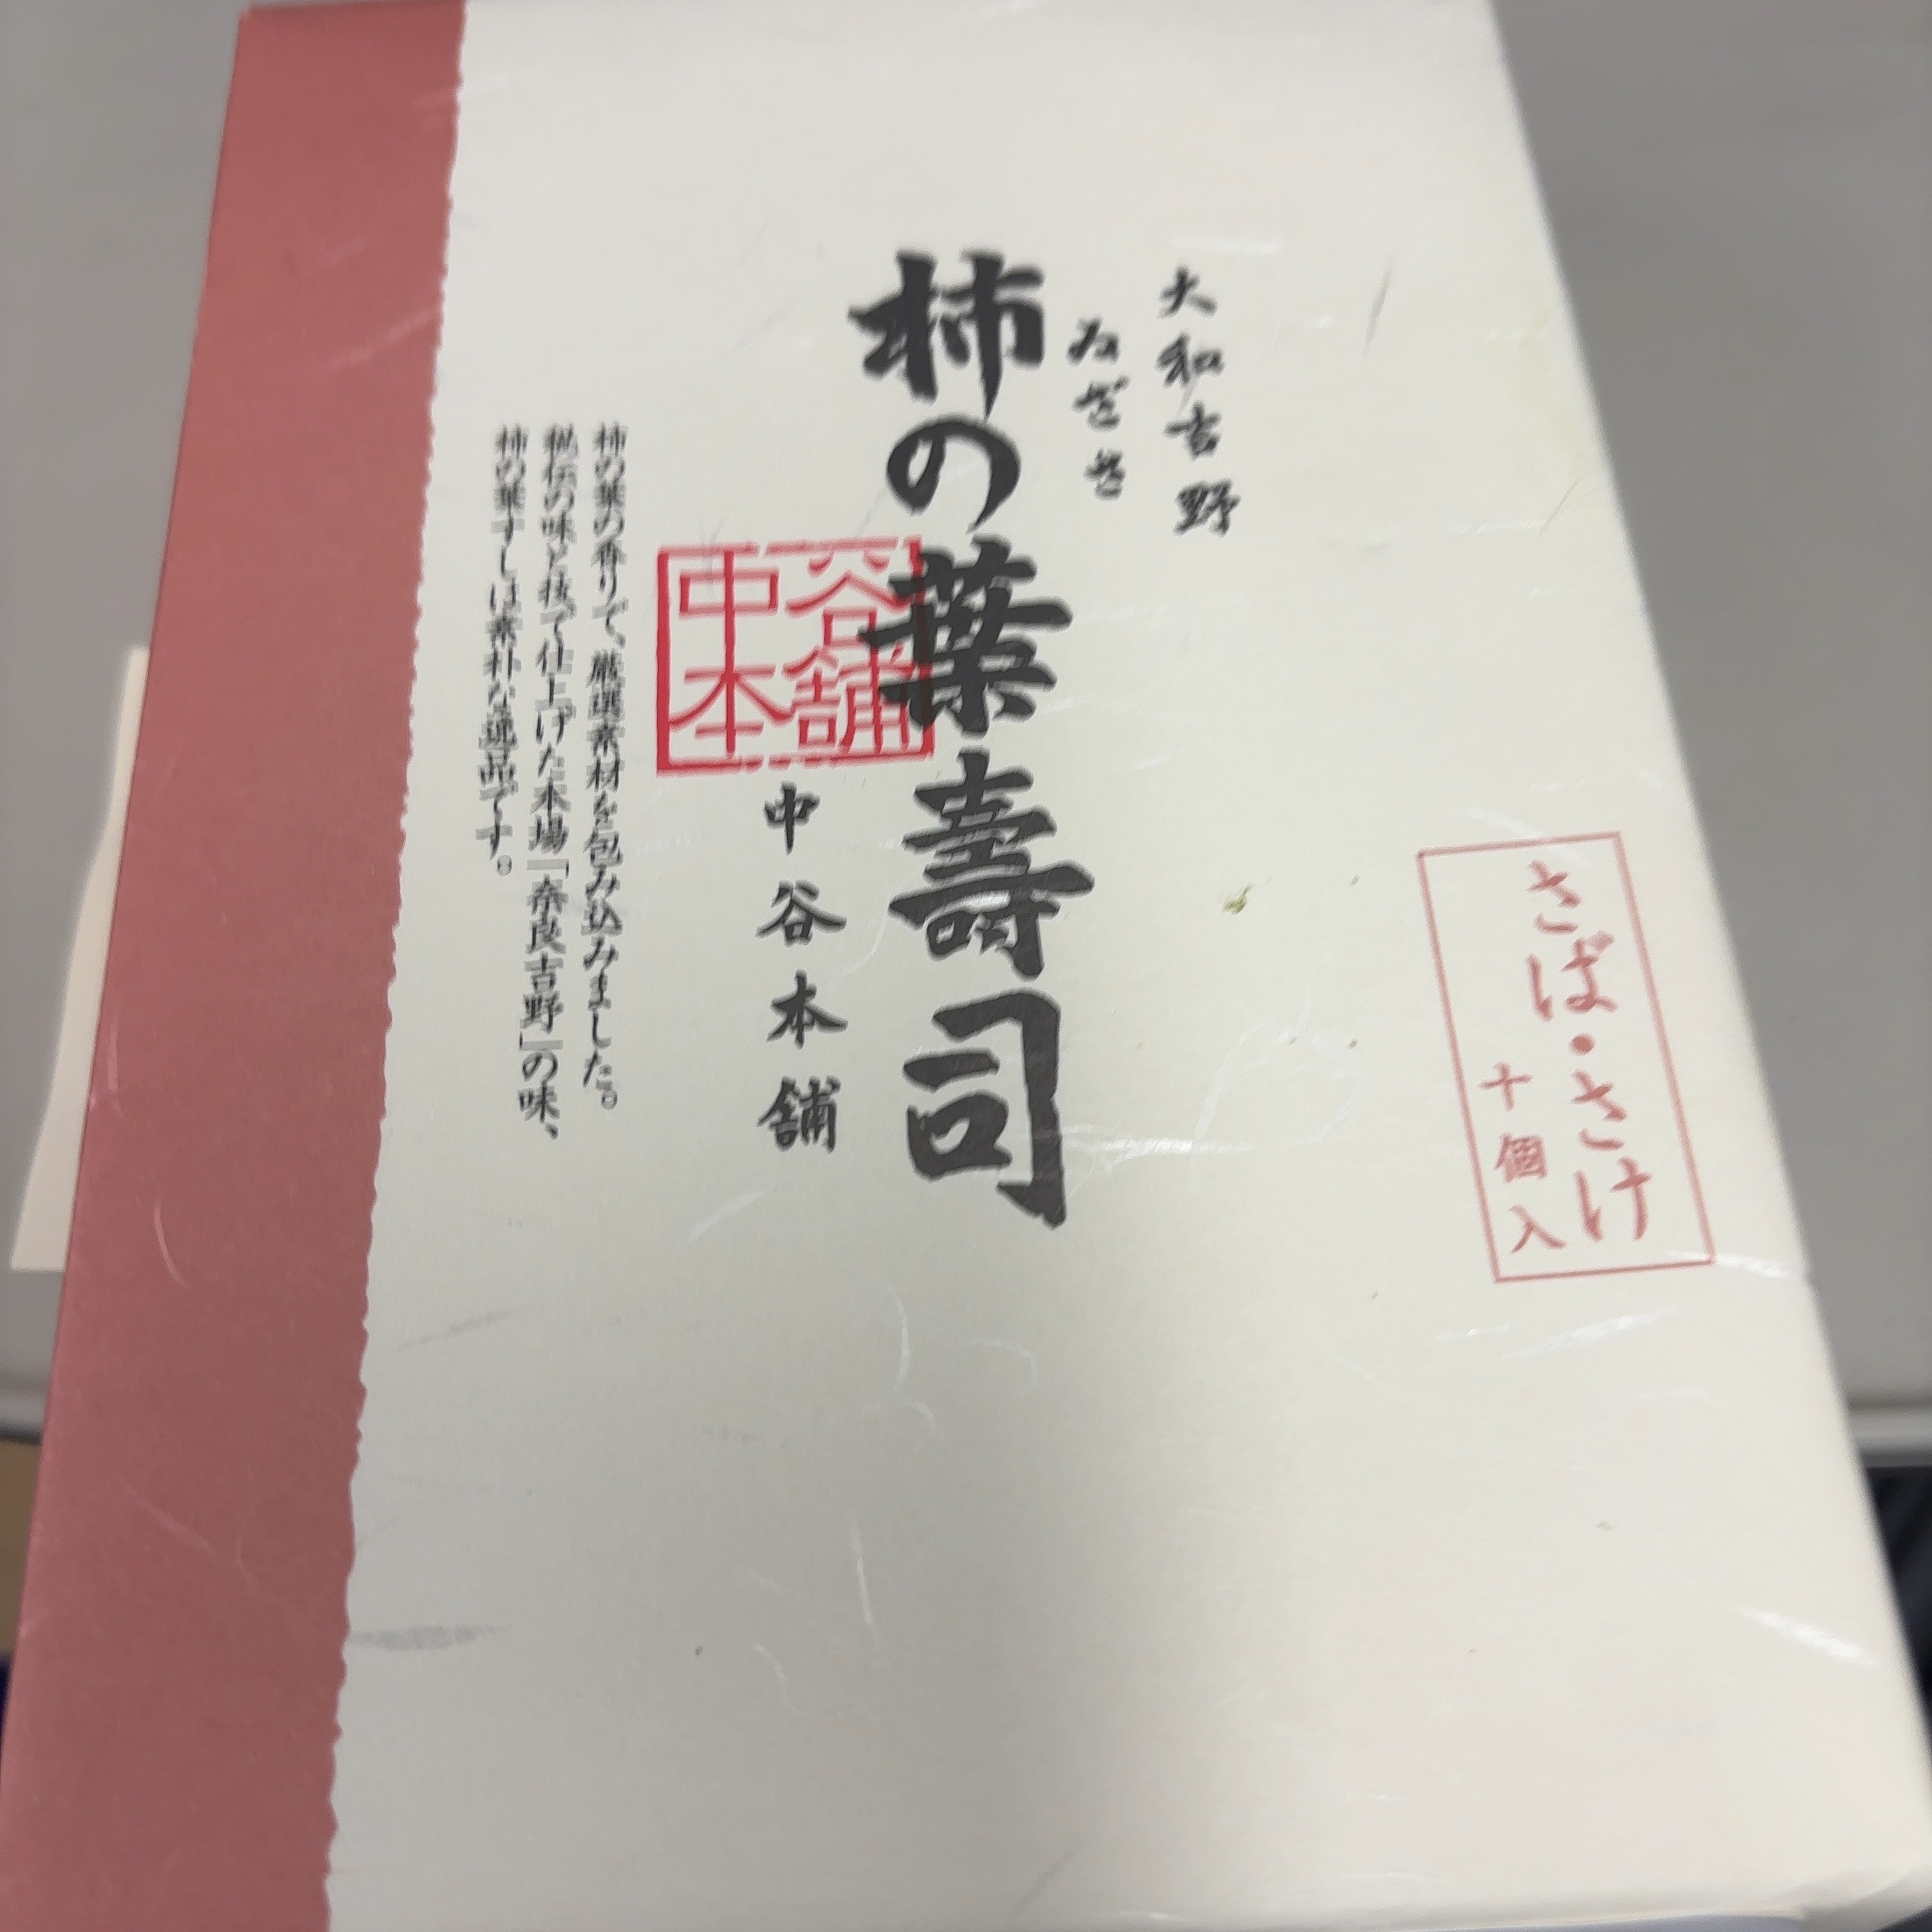 さば・さけ
十個入
大和吉野
ゐざさ
柿の葉壽司
中谷本舗
谷舗
中本
柿の葉の香りで、厳選素材を包み込みました。
秘伝の味と技で仕上げた本場「奈良吉野」の味、
柿の葉すしは素朴な逸品です。